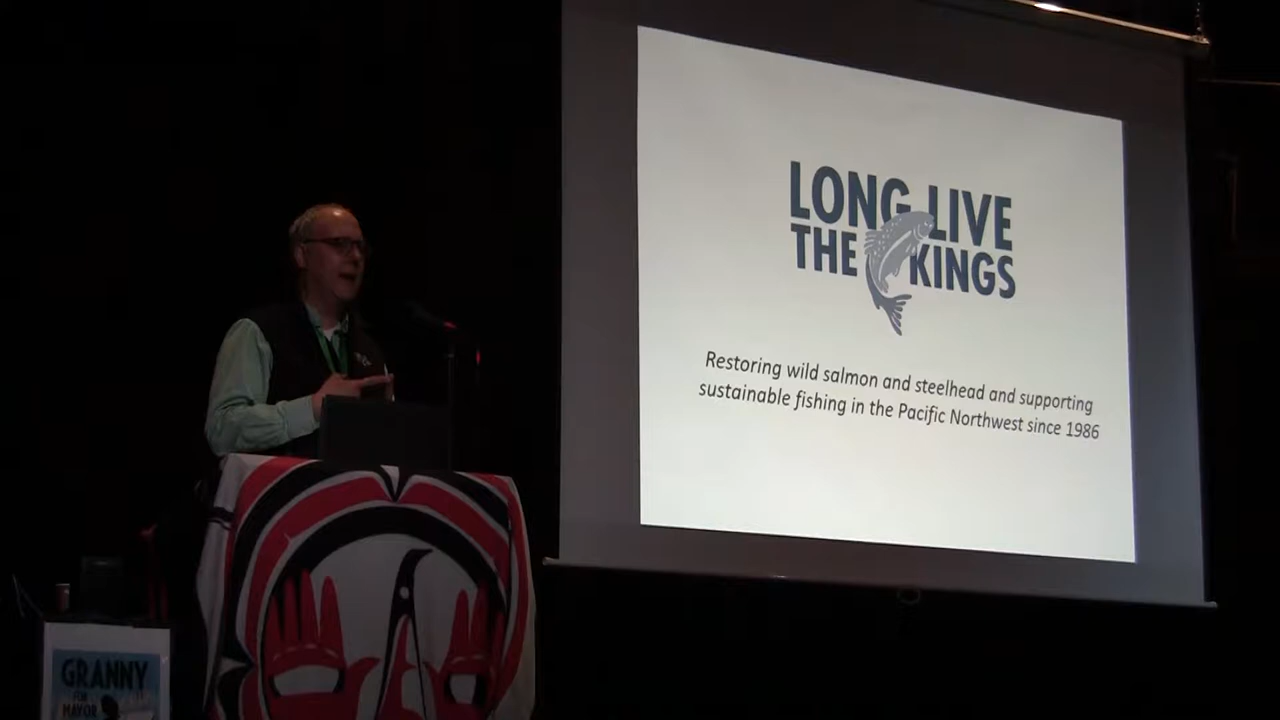 LONG LIVE
THE KINGS
Restoring wild salmon and steelhead and supporting
sustainable fishing in the Pacific Northwest since 1986
GRANNY
FOR
MAYOR